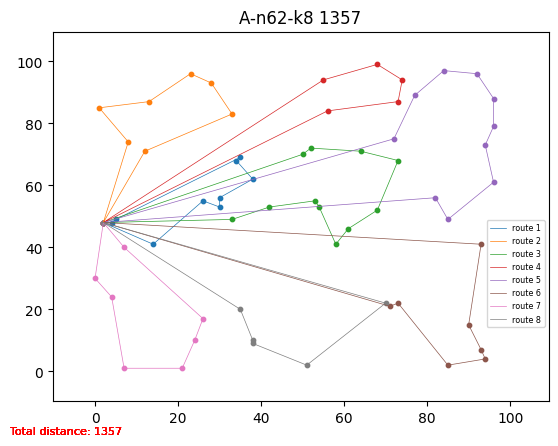 A-n62-k8 1357
100
80
60
40
20
0
0 20 40 60 80 100
route 1
route 2
route 3
route 4
route 5
route 6
route 7
route 8
Total distance: 1357